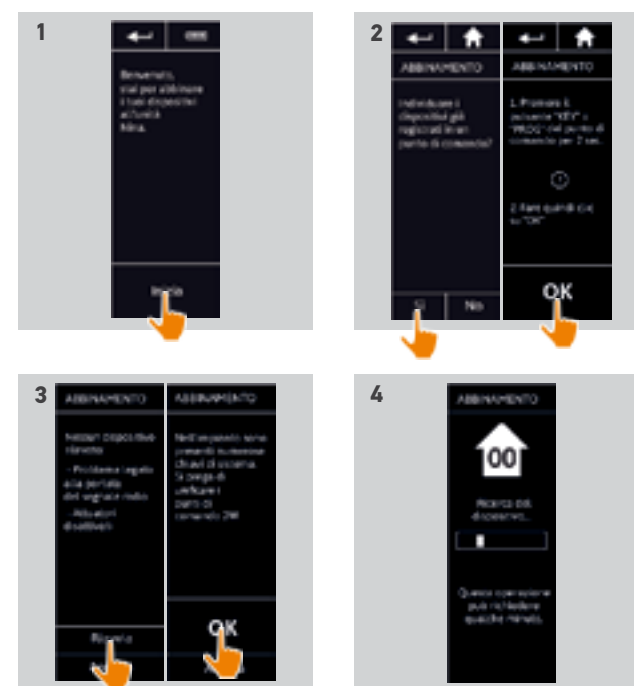 1
Benvenuto,
stai per abbinare
i tuoi dispositivi
all'unità
Nina.
Inizia
2
ABBINAMENTO
Individuare i
dispositivi già
registrati in un
punto di comando?
Sì
No
ABBINAMENTO
1. Premere il
pulsante "KEY" o
"PROG" del punto di
comando per 2 sec.
2. Fare quindi clic
su "OK"
OK
3
ABBINAMENTO
Nessun dispositivo
rilevato
- Problema legato
alla portata
del segnale radio
- Attuatori
disattivati
Ricerca
ABBINAMENTO
Nell'impianto sono
presenti numerose
chiavi di sistema.
Si prega di
unificare i
punti di
comando 2W
OK
4
ABBINAMENTO
00
Ricerca dei
dispositivi...
Questa operazione
può richiedere
qualche minuto.